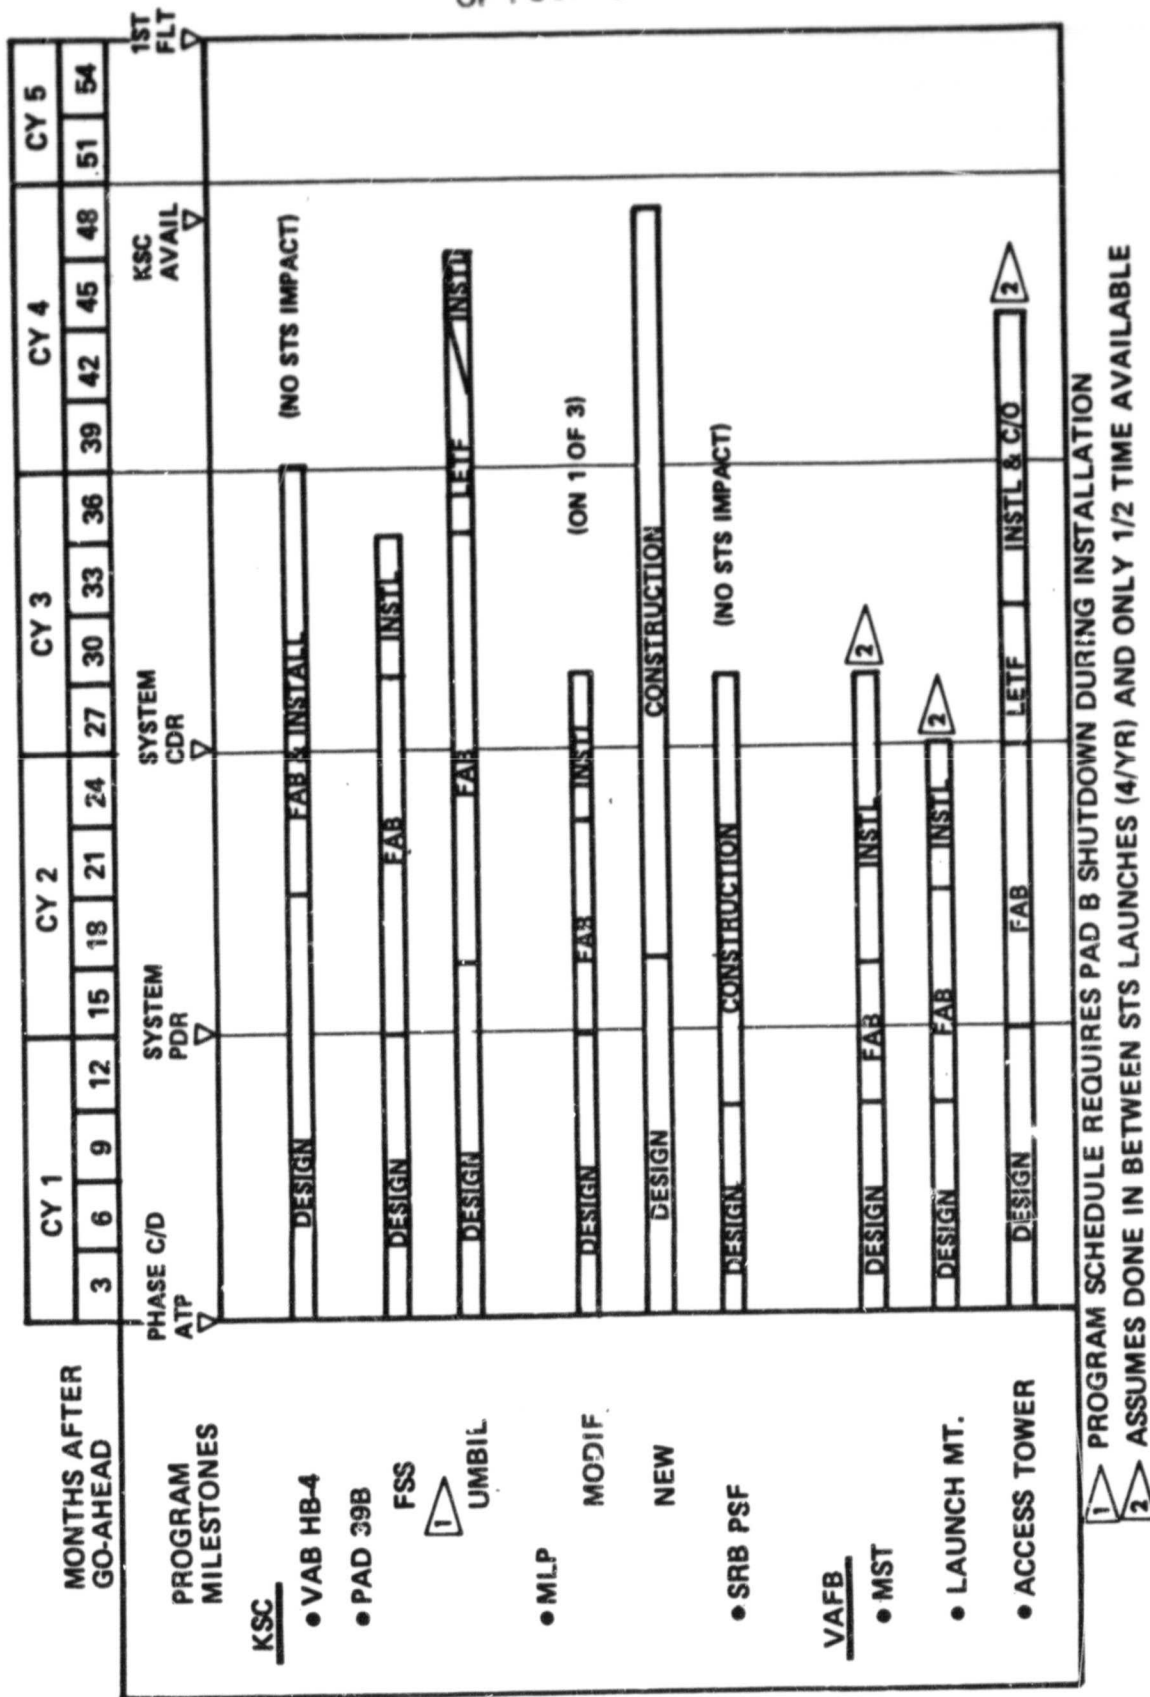 MONTHS AFTER
GO-AHEAD
CY 1 CY 2 CY 3 CY 4 CY 5
3 6 9 12 15 18 21 24 27 30 33 36 39 42 45 48 51 54
PROGRAM
MILESTONES
PHASE C/D
ATP
SYSTEM
PDR
SYSTEM
CDR
KSC
AVAIL
1ST
FLT
KSC
• VAB HB-4 DESIGN FAB & INSTALL (NO STS IMPACT)
• PAD 39B
FSS DESIGN FAB INSTL
1 UMBIL DESIGN FAB LETF INSTL
• MLP
MODIF DESIGN FAB INSTL (ON 1 OF 3)
NEW DESIGN CONSTRUCTION
• SRB PSF DESIGN CONSTRUCTION (NO STS IMPACT)
VAFB
• MST DESIGN FAB INSTL 2
• LAUNCH MT. DESIGN FAB INSTL 2
• ACCESS TOWER DESIGN FAB LETF INSTL & C/O 2
1 PROGRAM SCHEDULE REQUIRES PAD B SHUTDOWN DURING INSTALLATION
2 ASSUMES DONE IN BETWEEN STS LAUNCHES (4/YR) AND ONLY 1/2 TIME AVAILABLE